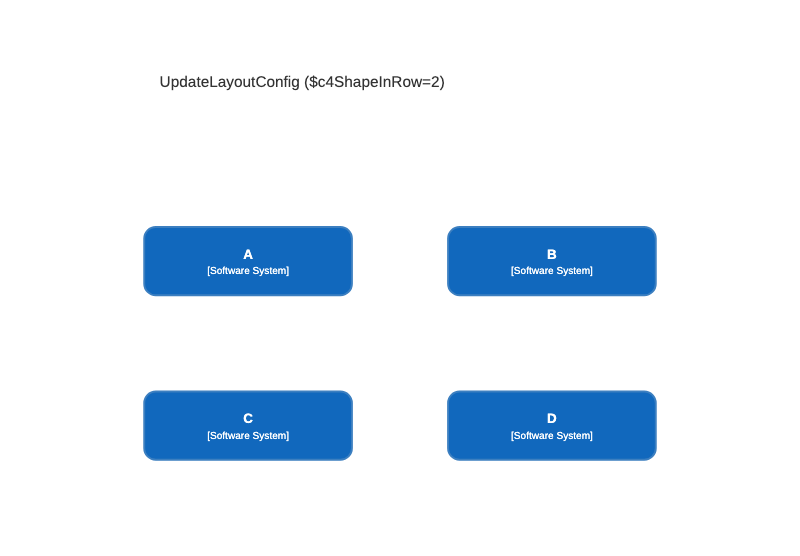 UpdateLayoutConfig ($c4ShapeInRow=2)
A
[Software System]
B
[Software System]
C
[Software System]
D
[Software System]